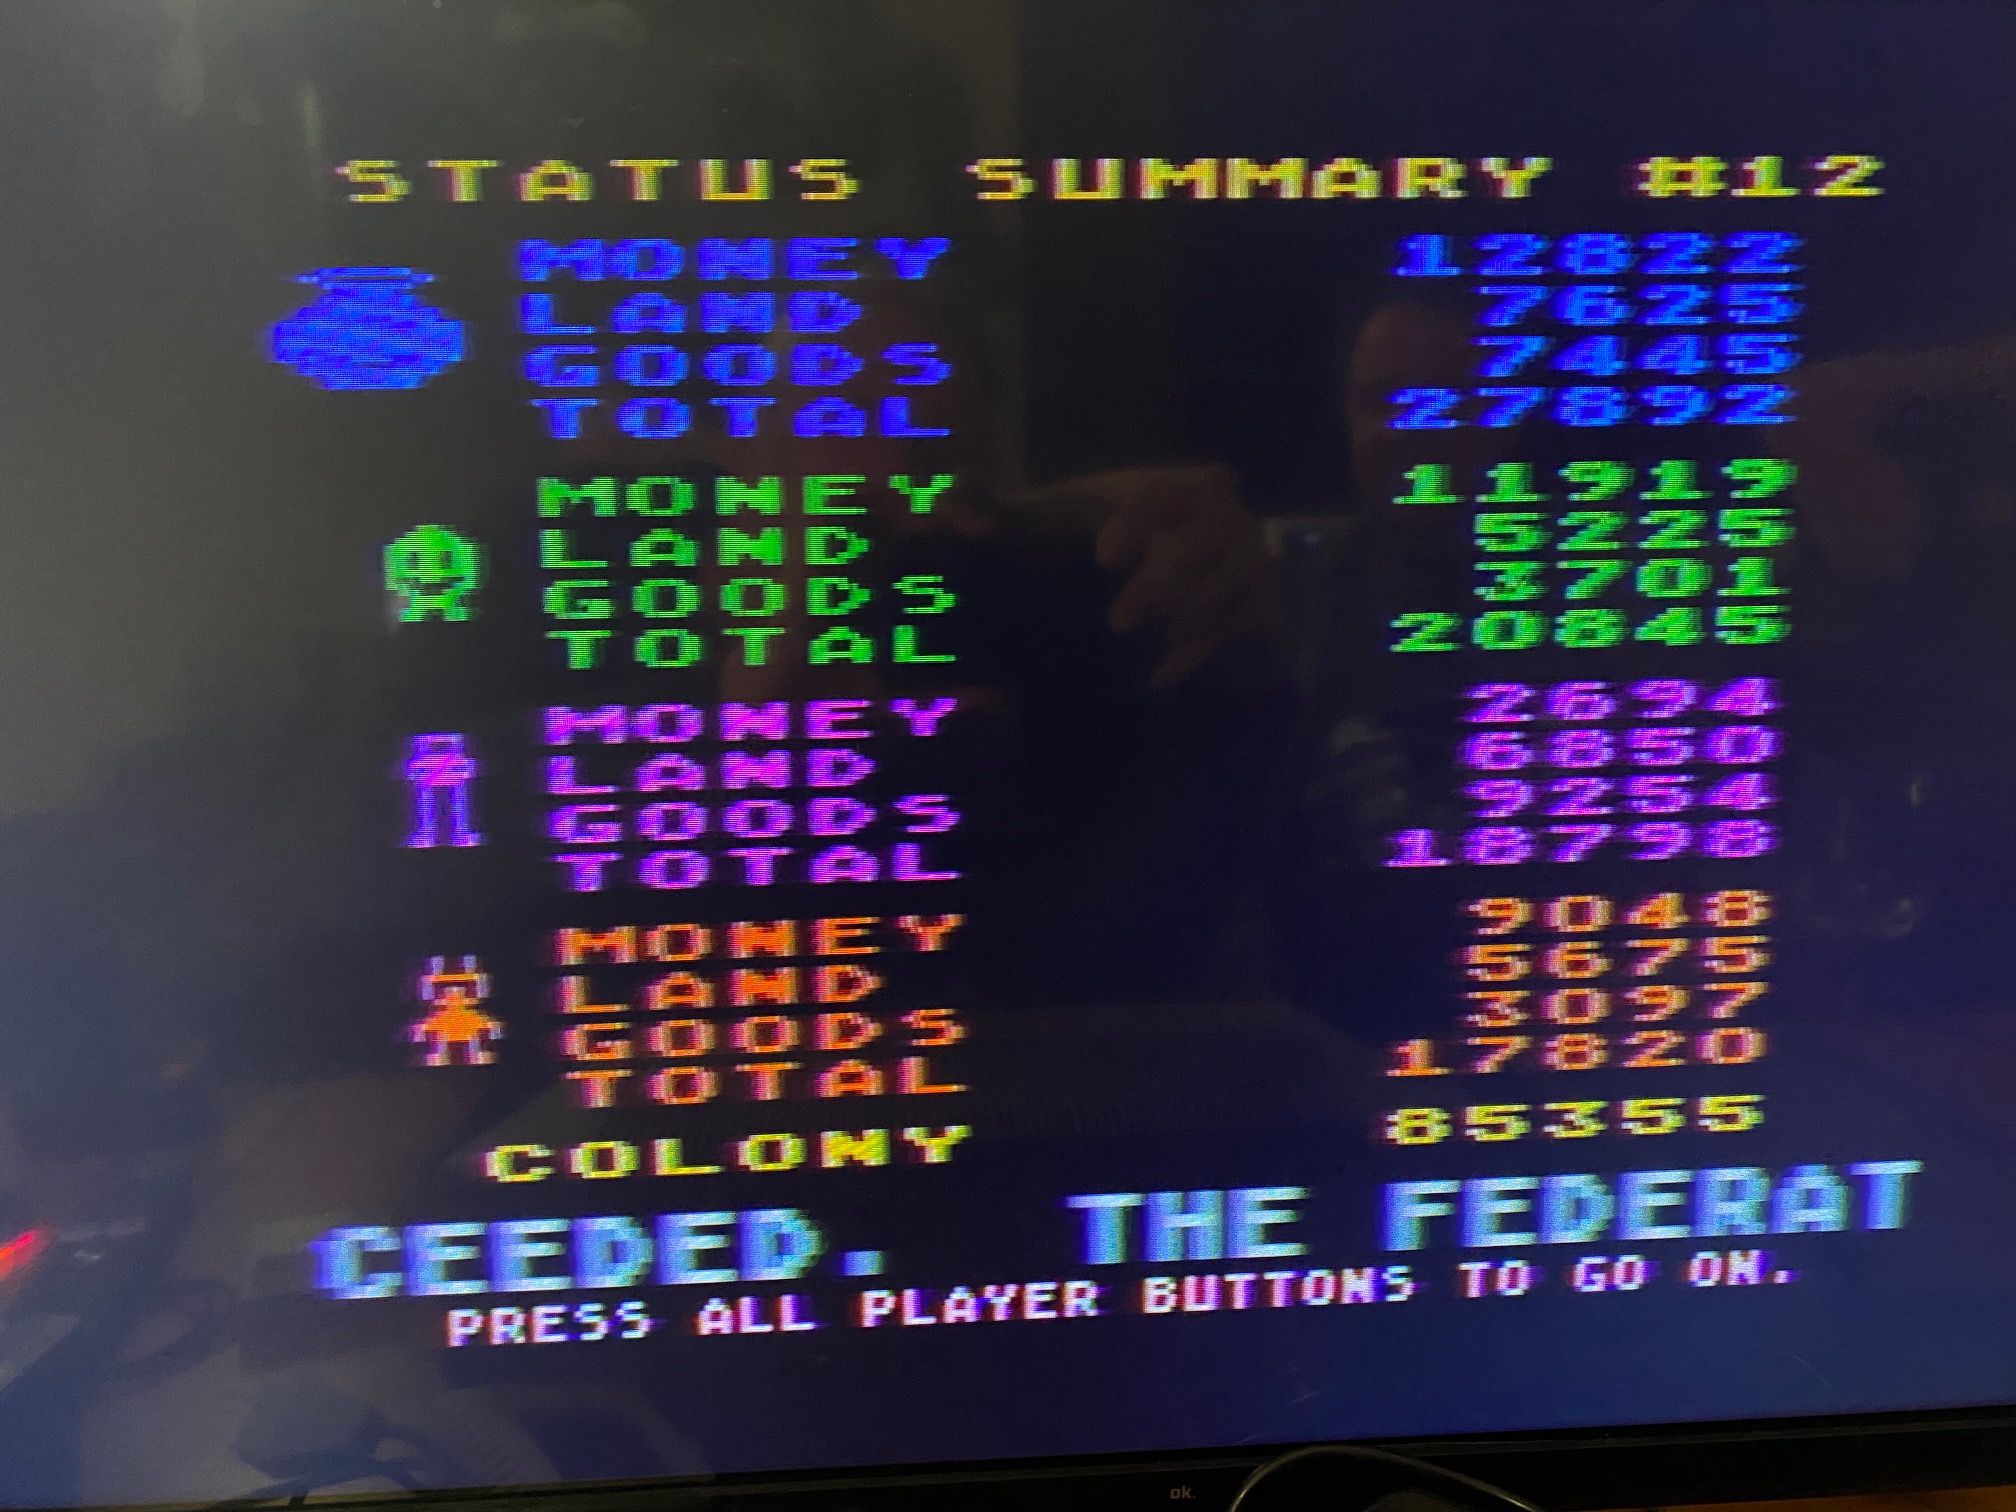 STATUS SUMMARY #12
MONEY 12822
LAND 7625
GOODS 7445
TOTAL 27892
MONEY 11919
LAND 5225
GOODS 3701
TOTAL 20845
MONEY 2694
LAND 6850
GOODS 9254
TOTAL 18798
MONEY 9048
LAND 5675
GOODS 3097
TOTAL 17820
COLONY 85355
CEEDED. THE FEDERAT
PRESS ALL PLAYER BUTTONS TO GO ON.
ok.